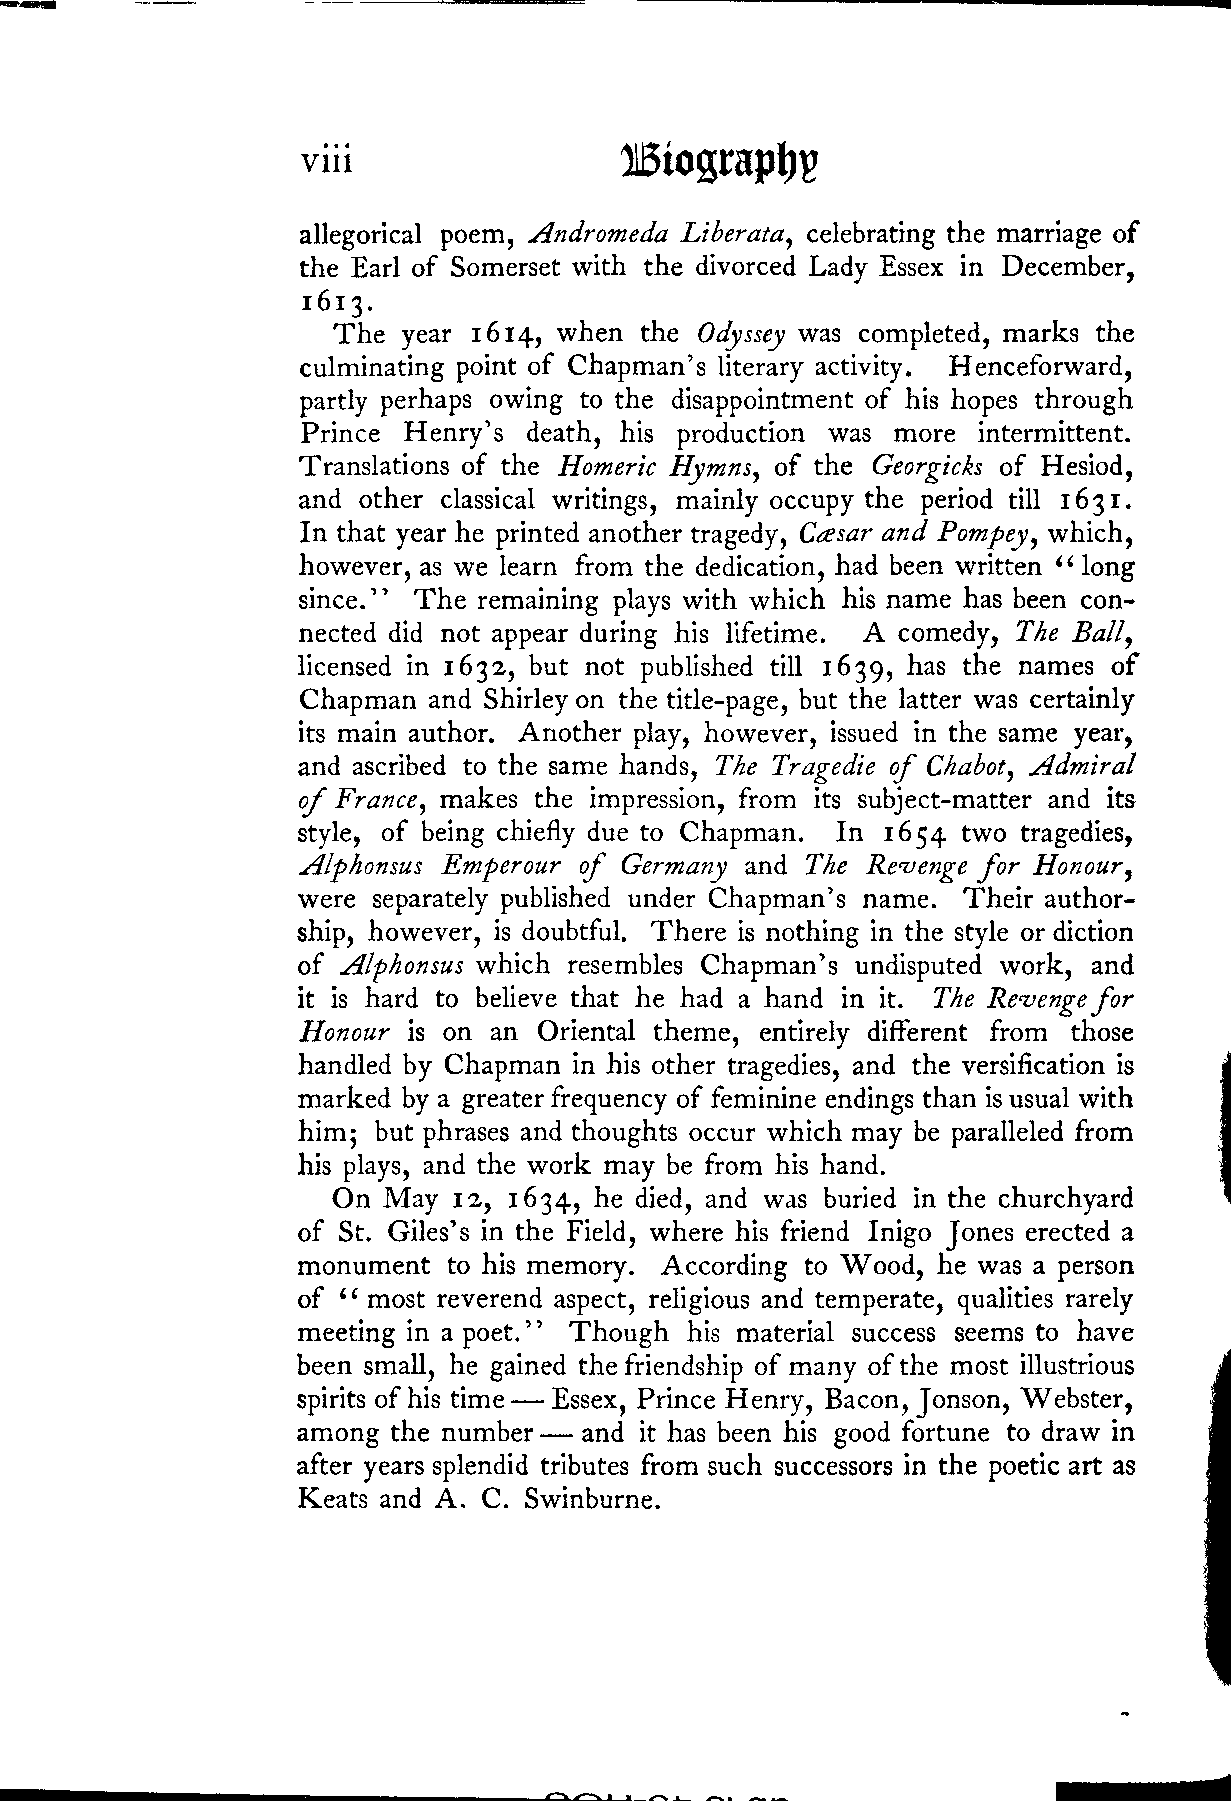 viii Biography
allegorical poem, Andromeda Liberata, celebrating the marriage of
the Earl of Somerset with the divorced Lady Essex in December,
1613.
The year 1614, when the Odyssey was completed, marks the
culminating point of Chapman's literary activity. Henceforward,
partly perhaps owing to the disappointment of his hopes through
Prince Henry's death, his production was more intermittent.
Translations of the Homeric Hymns, of the Georgicks of Hesiod,
and other classical writings, mainly occupy the period till 1631.
In that year he printed another tragedy, Cæsar and Pompey, which,
however, as we learn from the dedication, had been written "long
since." The remaining plays with which his name has been con-
nected did not appear during his lifetime. A comedy, The Ball,
licensed in 1632, but not published till 1639, has the names of
Chapman and Shirley on the title-page, but the latter was certainly
its main author. Another play, however, issued in the same year,
and ascribed to the same hands, The Tragedie of Chabot, Admiral
of France, makes the impression, from its subject-matter and its
style, of being chiefly due to Chapman. In 1654 two tragedies,
Alphonsus Emperour of Germany and The Revenge for Honour,
were separately published under Chapman's name. Their author-
ship, however, is doubtful. There is nothing in the style or diction
of Alphonsus which resembles Chapman's undisputed work, and
it is hard to believe that he had a hand in it. The Revenge for
Honour is on an Oriental theme, entirely different from those
handled by Chapman in his other tragedies, and the versification is
marked by a greater frequency of feminine endings than is usual with
him; but phrases and thoughts occur which may be paralleled from
his plays, and the work may be from his hand.
On May 12, 1634, he died, and was buried in the churchyard
of St. Giles's in the Field, where his friend Inigo Jones erected a
monument to his memory. According to Wood, he was a person
of "most reverend aspect, religious and temperate, qualities rarely
meeting in a poet." Though his material success seems to have
been small, he gained the friendship of many of the most illustrious
spirits of his time — Essex, Prince Henry, Bacon, Jonson, Webster,
among the number — and it has been his good fortune to draw in
after years splendid tributes from such successors in the poetic art as
Keats and A. C. Swinburne.